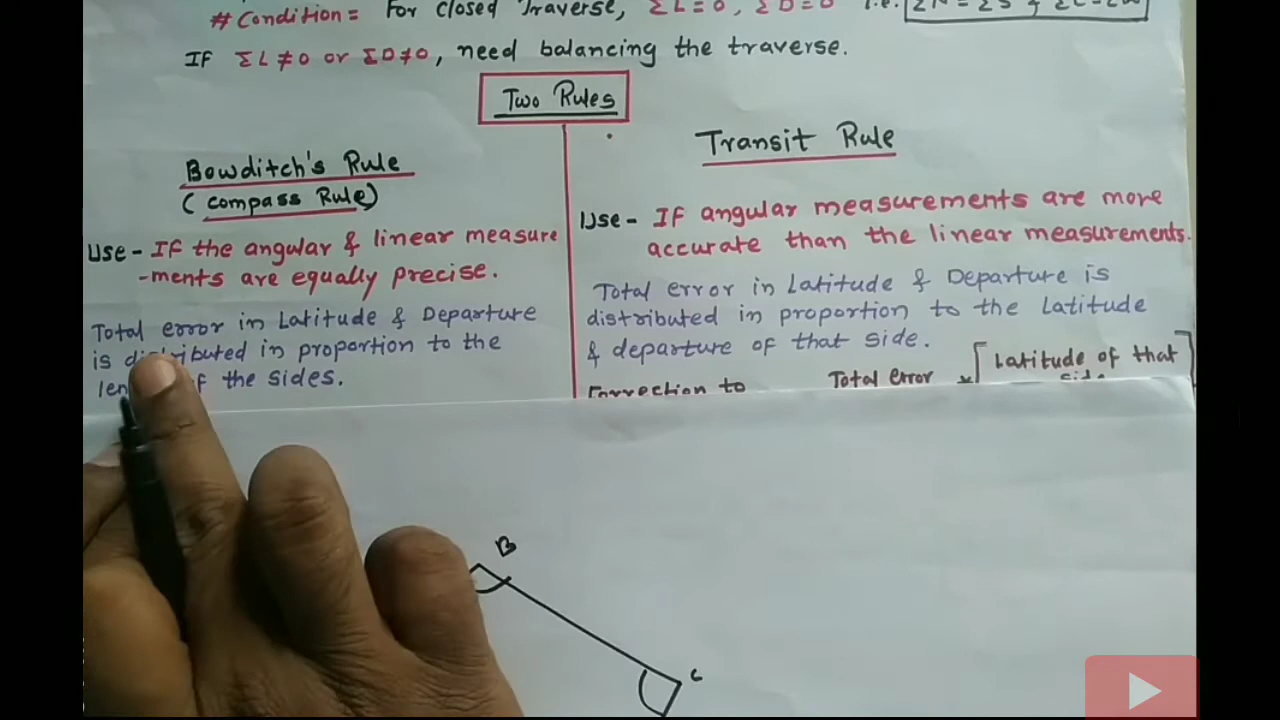 # Condition = For closed Traverse, ΣL=0, ΣD=0 i.e.
If ΣL≠0 or ΣD≠0, need balancing the traverse.
Two Rules
Bowditch's Rule
(compass Rule)
Use - If the angular & linear measure
-ments are equally precise.
Total error in Latitude & Departure
is distributed in proportion to the
of the sides.
Transit Rule
Use - If angular measurements are more
accurate than the linear measurements.
Total error in Latitude & Departure is
distributed in proportion to the Latitude
& departure of that side.
Correction to Total error * [Latitude of that]
B
C